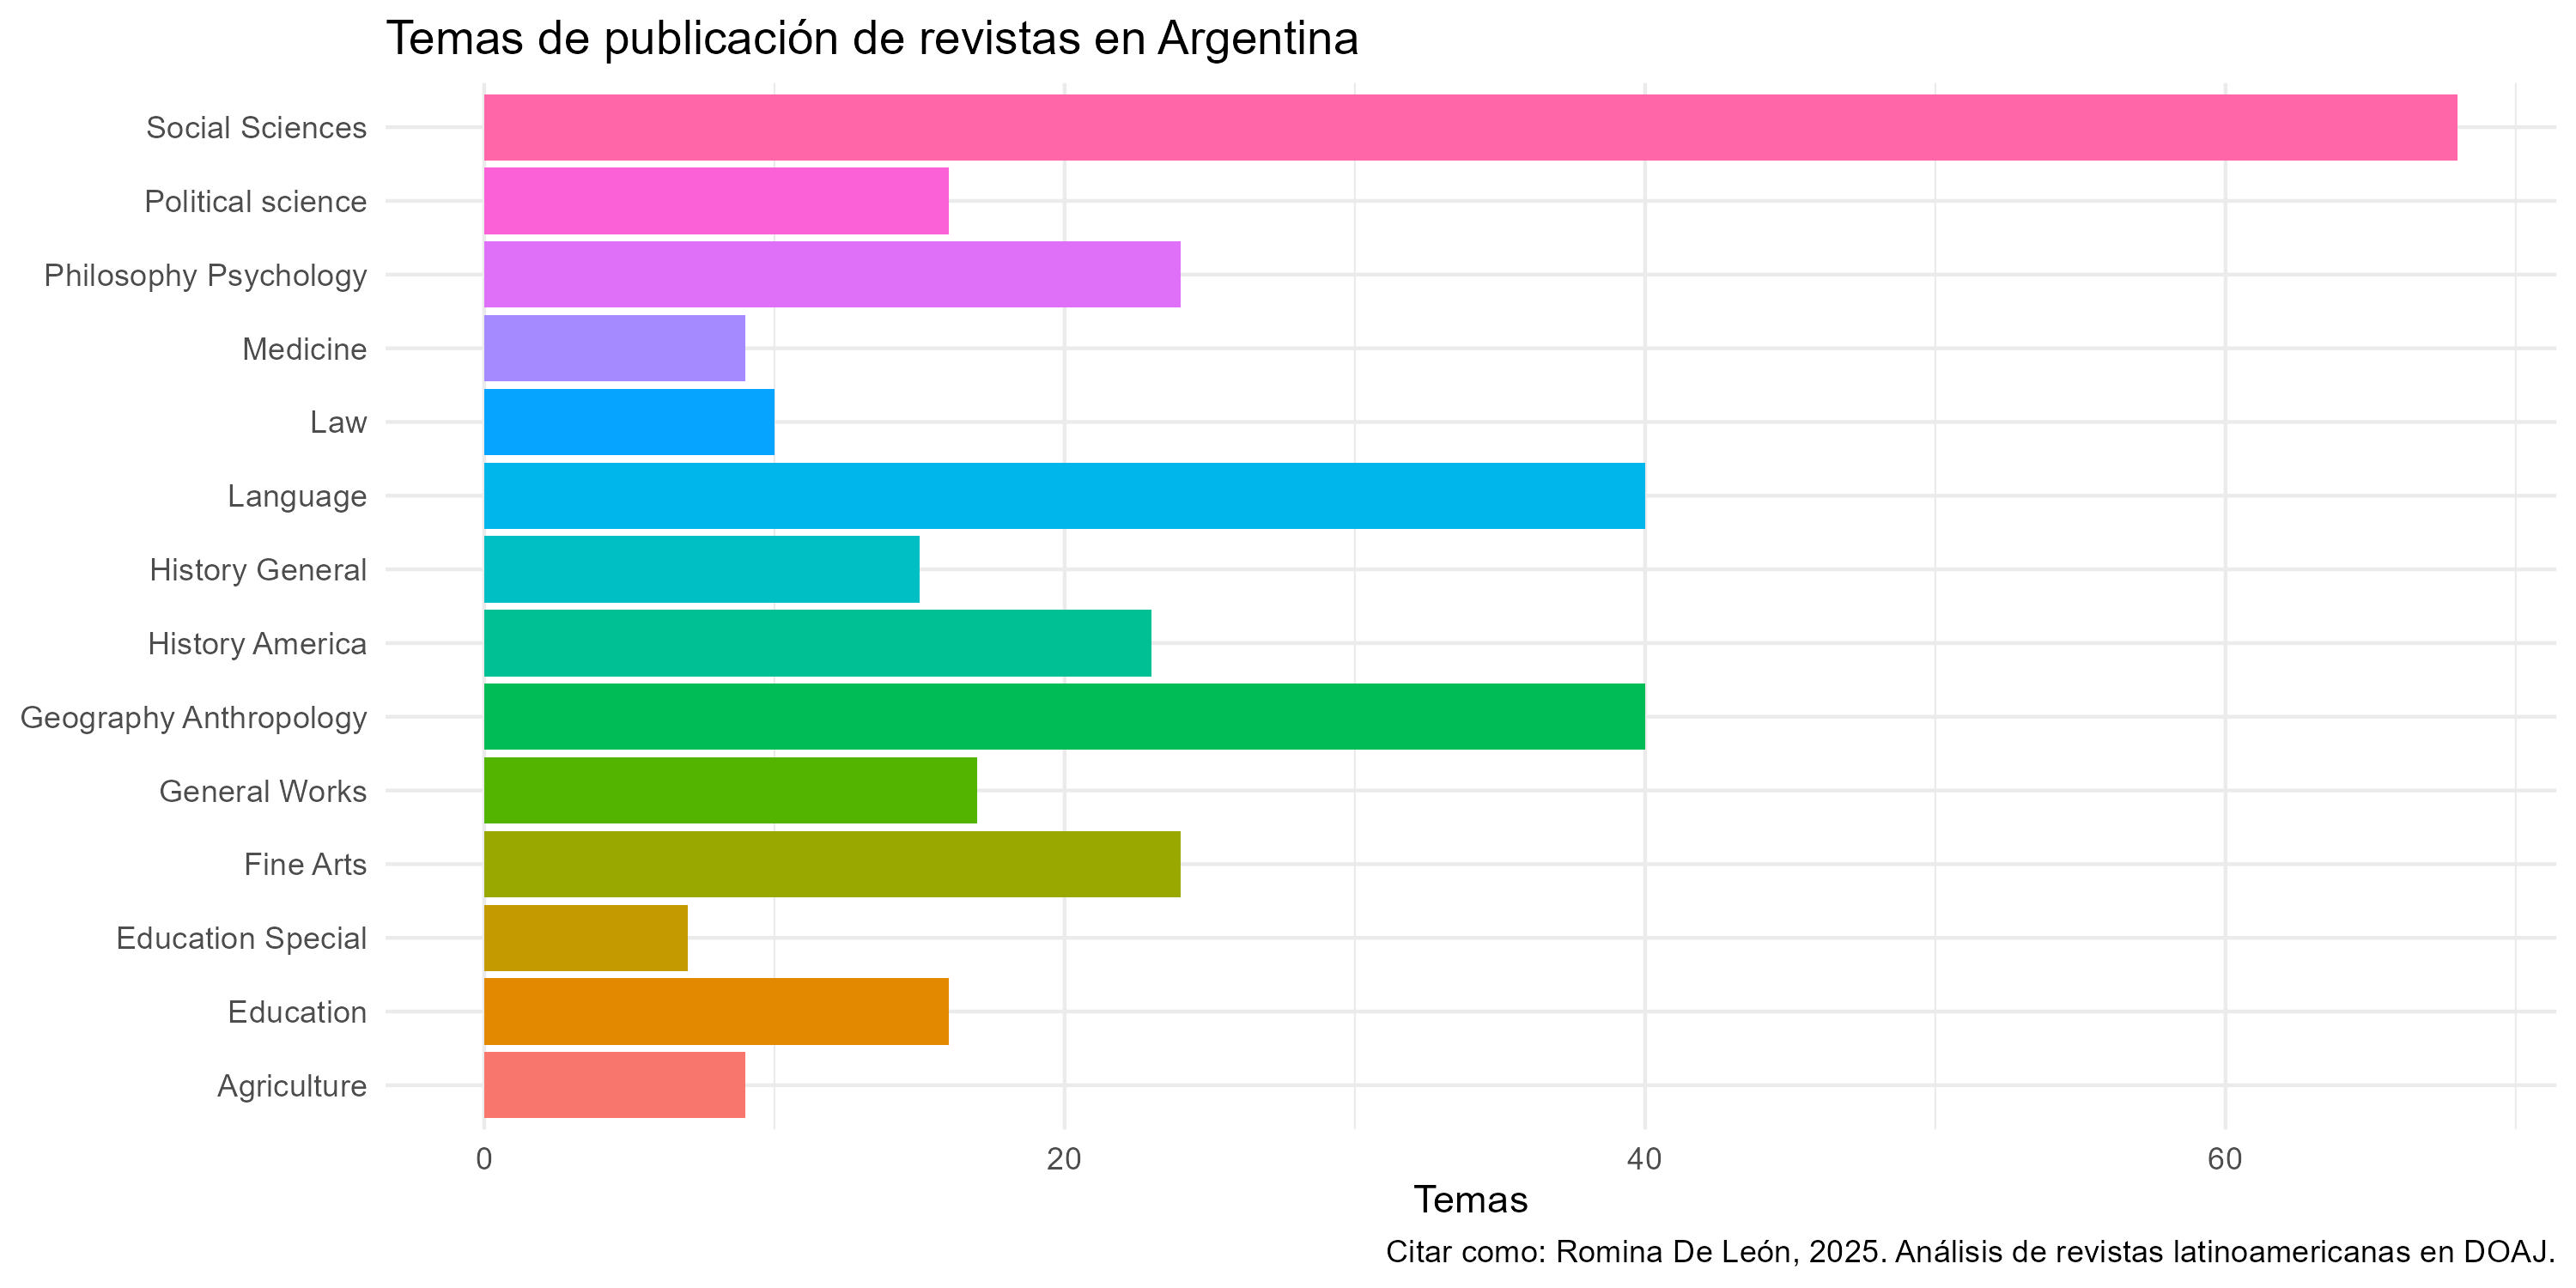 Temas de publicación de revistas en Argentina
Social Sciences
Political science
Philosophy Psychology
Medicine
Law
Language
History General
History America
Geography Anthropology
General Works
Fine Arts
Education Special
Education
Agriculture
0 20 40 60
Temas
Citar como: Romina De León, 2025. Análisis de revistas latinoamericanas en DOAJ.